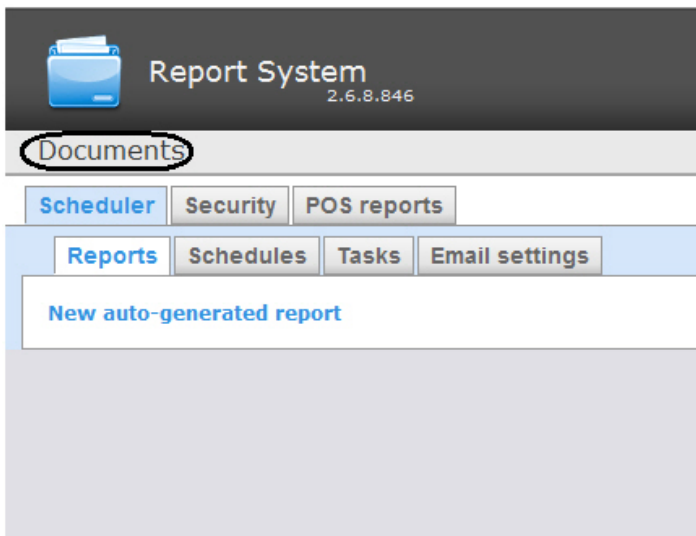 Report System
2.6.8.846
Documents
Scheduler Security POS reports
Reports Schedules Tasks Email settings
New auto-generated report